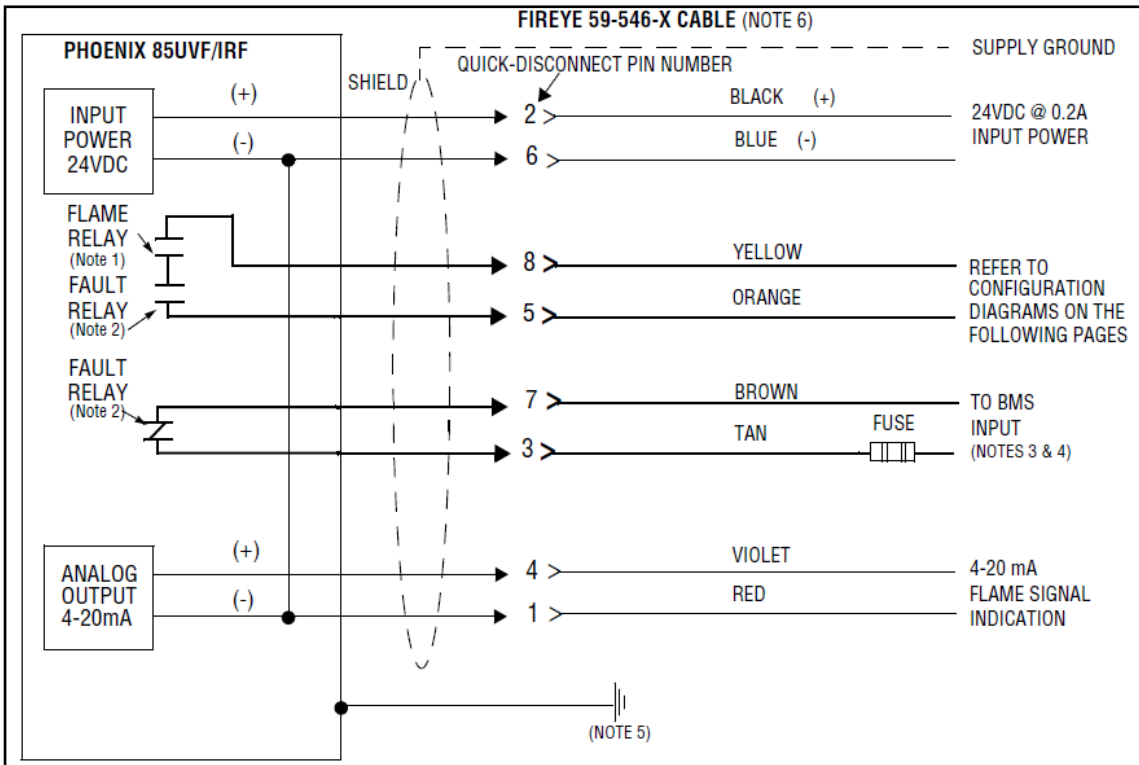 FIREYE 59-546-X CABLE (NOTE 6)
PHOENIX 85UVF/IRF
SUPPLY GROUND
QUICK-DISCONNECT PIN NUMBER
SHIELD
INPUT
POWER
24VDC
(+)
(-)
2
BLACK (+)
6
BLUE (-)
24VDC @ 0.2A
INPUT POWER
FLAME
RELAY
(Note 1)
FAULT
RELAY
(Note 2)
8
YELLOW
5
ORANGE
REFER TO
CONFIGURATION
DIAGRAMS ON THE
FOLLOWING PAGES
FAULT
RELAY
(Note 2)
7
BROWN
3
TAN
FUSE
TO BMS
INPUT
(NOTES 3 & 4)
ANALOG
OUTPUT
4-20mA
(+)
(-)
4
VIOLET
1
RED
4-20 mA
FLAME SIGNAL
INDICATION
(NOTE 5)